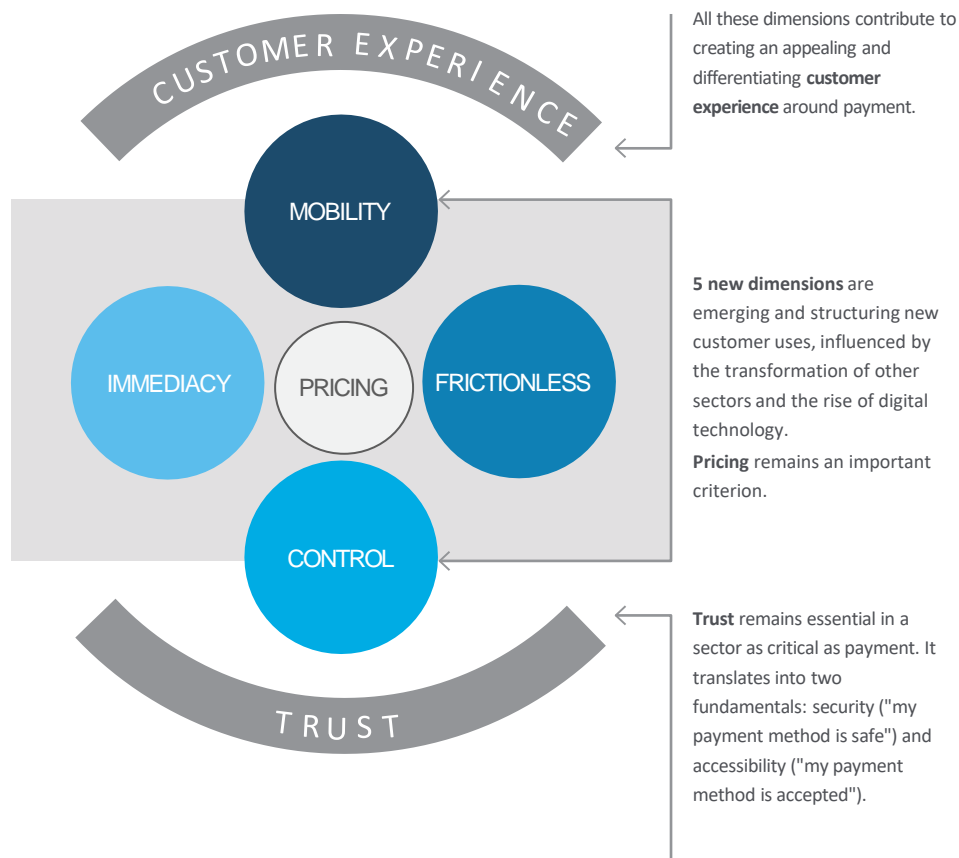 CUSTOMER EXPERIENCE
All these dimensions contribute to
creating an appealing and
differentiating customer
experience around payment.
MOBILITY
IMMEDIACY
PRICING
FRICTIONLESS
CONTROL
5 new dimensions are
emerging and structuring new
customer uses, influenced by
the transformation of other
sectors and the rise of digital
technology.
Pricing remains an important
criterion.
TRUST
Trust remains essential in a
sector as critical as payment. It
translates into two
fundamentals: security ("my
payment method is safe") and
accessibility ("my payment
method is accepted").